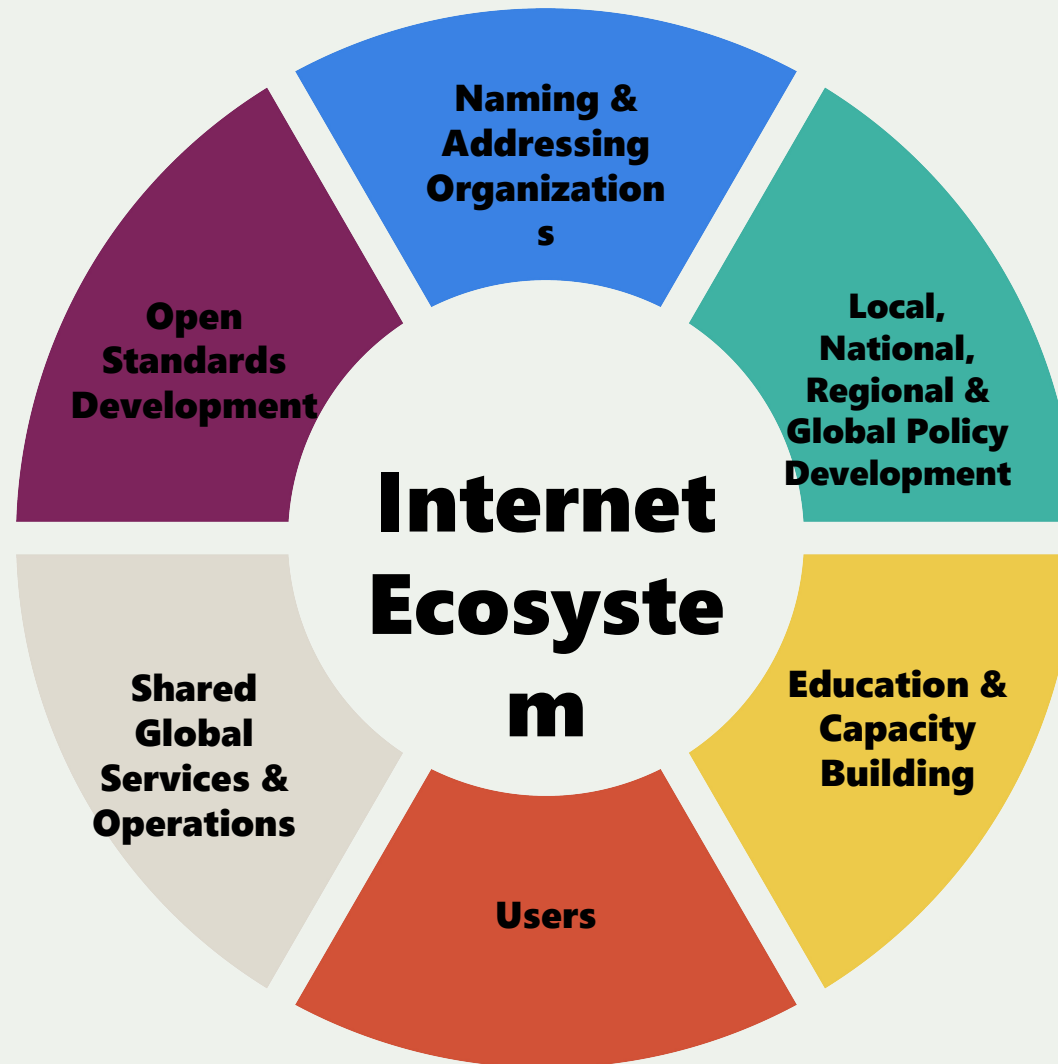 Naming &
Addressing
Organization
s
Local,
National,
Regional &
Global Policy
Development
Education &
Capacity
Building
Users
Shared
Global
Services &
Operations
Open
Standards
Development
Internet
Ecosyste
m